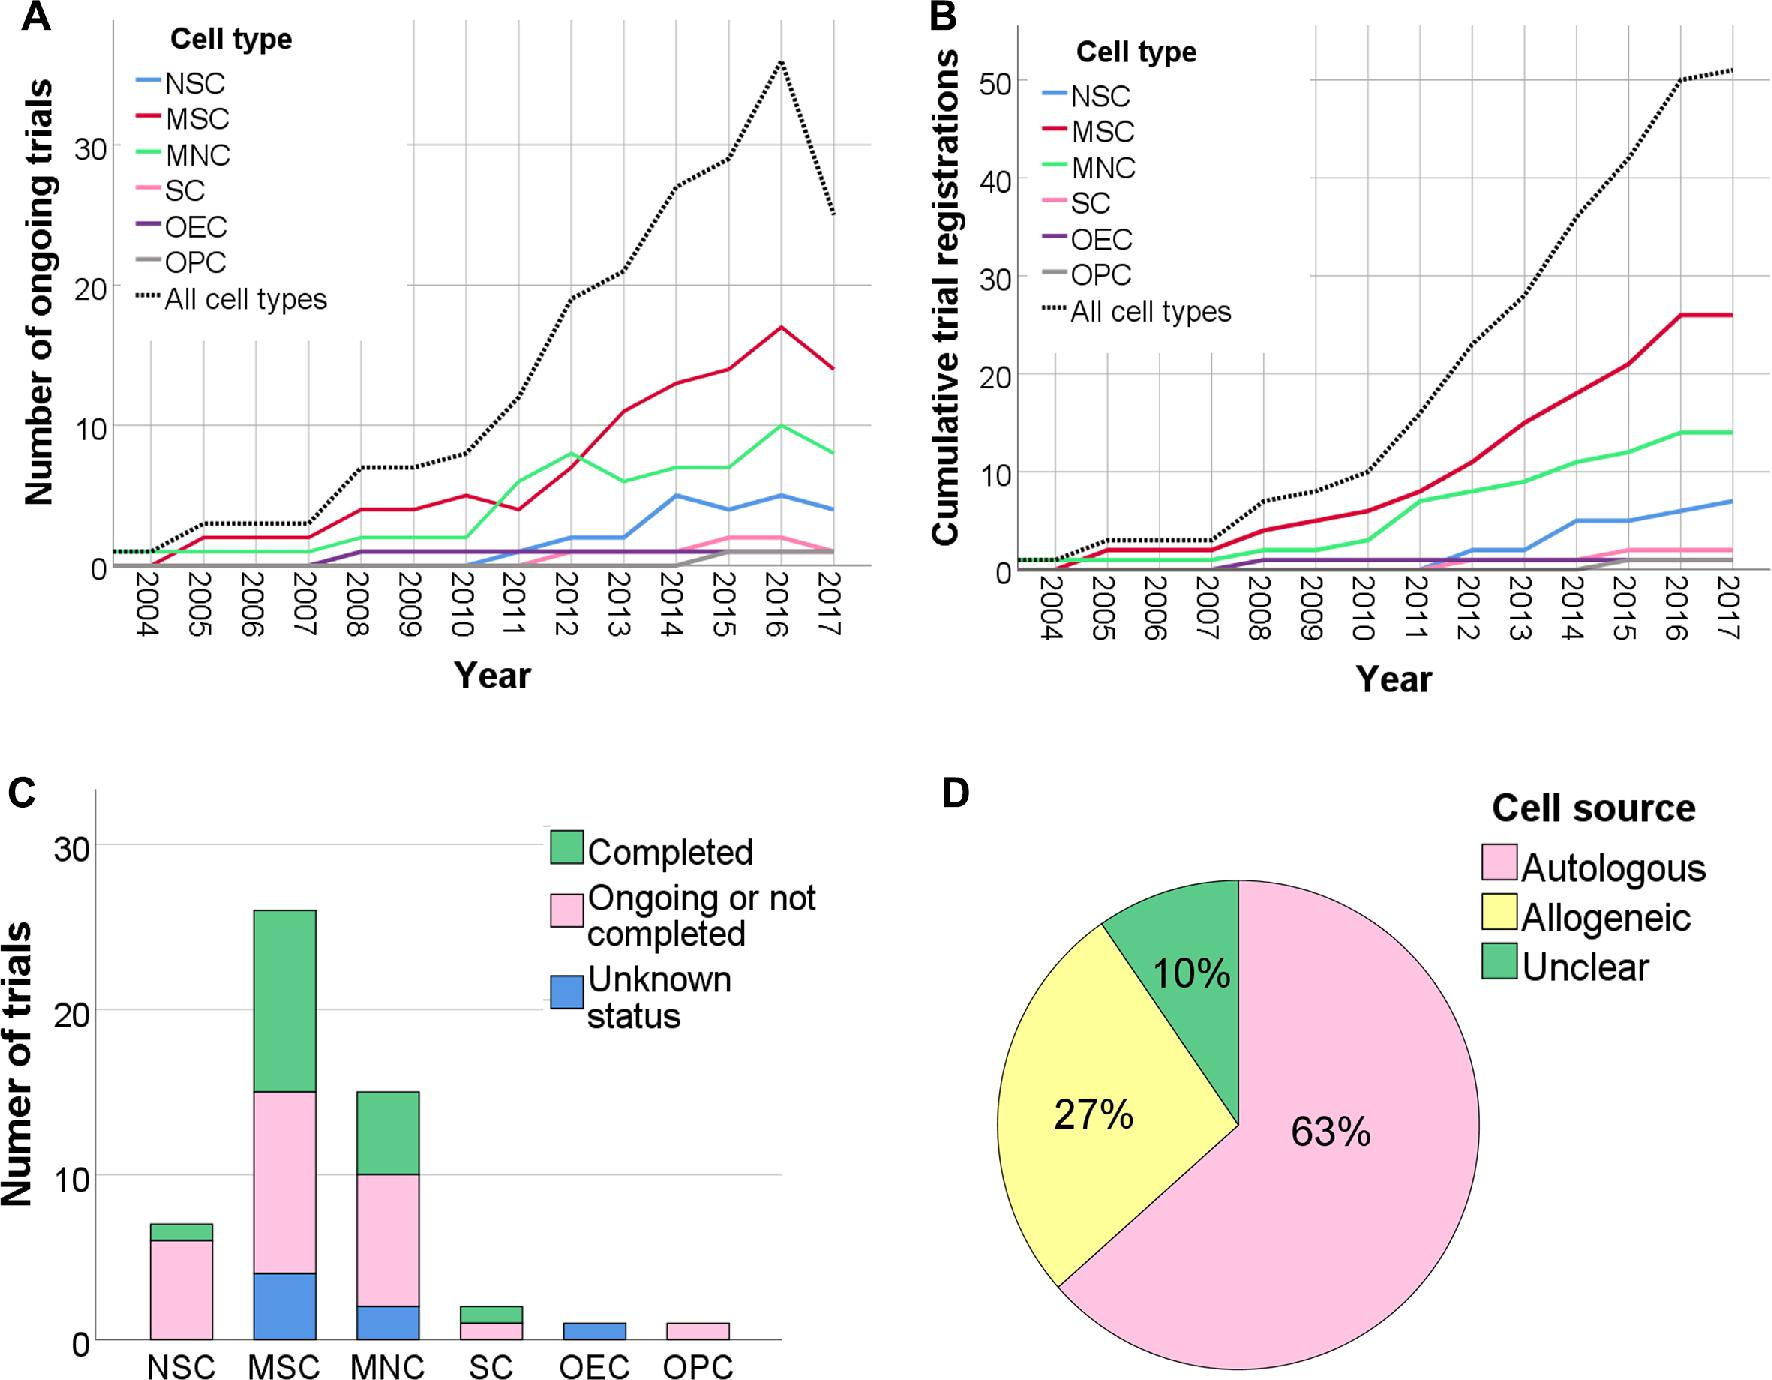 A
Cell type
NSC
MSC
MNC
SC
OEC
OPC
All cell types
Number of ongoing trials
30
20
10
0
2004
2005
2006
2007
2008
2009
2010
2011
2012
2013
2014
2015
2016
2017
Year
B
Cell type
NSC
MSC
MNC
SC
OEC
OPC
All cell types
Cumulative trial registrations
50
40
30
20
10
0
2004
2005
2006
2007
2008
2009
2010
2011
2012
2013
2014
2015
2016
2017
Year
C
Completed
Ongoing or not
completed
Unknown
status
Numer of trials
30
20
10
0
NSC
MSC
MNC
SC
OEC
OPC
D
Cell source
Autologous
Allogeneic
Unclear
10%
27%
63%